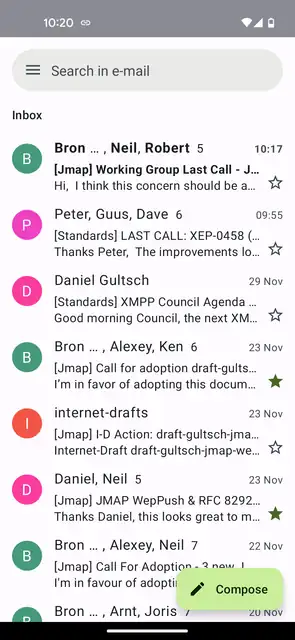 10:20
Search in e-mail
Inbox
B
Bron … , Neil, Robert 5
10:17
[Jmap] Working Group Last Call - J…
Hi, I think this concern should be a…
P
Peter, Guus, Dave 6
09:55
[Standards] LAST CALL: XEP-0458 (…
Thanks Peter, The improvements lo…
D
Daniel Gultsch
29 Nov
[Standards] XMPP Council Agenda …
Good morning Council, the next XM…
B
Bron … , Alexey, Ken 6
23 Nov
[Jmap] Call for adoption draft-gults…
I'm in favor of adopting this docum…
I
internet-drafts
23 Nov
[Jmap] I-D Action: draft-gultsch-jma…
Internet-Draft draft-gultsch-jmap-we…
D
Daniel, Neil 5
23 Nov
[Jmap] JMAP WepPush & RFC 8292…
Thanks Daniel, this looks great to m…
B
Bron … , Alexey, Neil 7
22 Nov
[Jmap] Call For Adoption - 3 new J
I'm in favour of adopti
Compose
B
Bron … , Arnt, Joris 7
20 Nov